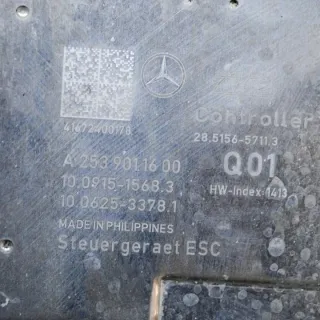 41672400178
Controller
28.5156-5711.3
A 253 901 16 00
Q01
10.0915-1568.3
HW-Index:1413
10.0625-3378.1
MADE IN PHILIPPINES
Steuergeraet ESC